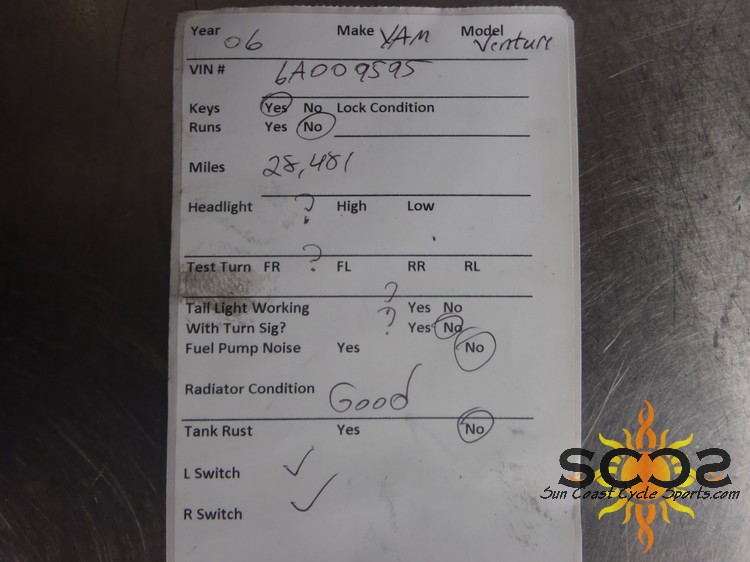 Year 06 Make YAM Model Venture
VIN # 6A009595
Keys Yes No Lock Condition
Runs Yes No
Miles 28,481
Headlight ? High Low
Test Turn FR ? FL RR RL
Tail Light Working ? Yes No
With Turn Sig? ? Yes No
Fuel Pump Noise Yes No
Radiator Condition Good
Tank Rust Yes No
L Switch ✓
R Switch ✓
SCCS
Sun Coast Cycle Sports.com